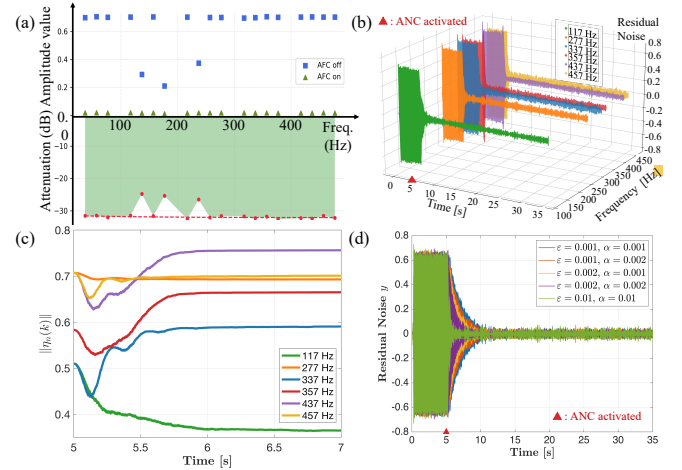 (a)
Amplitude value
0.8
0.6
0.4
0.2
0.
AFC off
AFC on
0
100
200
300
400
Freq.
(Hz)
Attenuation (dB)
−10
−20
−30
(b)
▲: ANC activated
Residual
Noise
117 Hz
277 Hz
337 Hz
357 Hz
437 Hz
457 Hz
0.8
0.6
0.4
0.2
0
-0.2
-0.4
-0.6
-0.8
0
5
10
15
20
25
30
35
Time [s]
100
150
200
250
300
350
400
450
Frequency [Hz]
(c)
0.8
0.7
0.6
0.5
0.4
||η_n(k)||
117 Hz
277 Hz
337 Hz
357 Hz
437 Hz
457 Hz
5
5.5
6
6.5
7
Time [s]
(d)
0.8
0.6
0.4
0.2
0
-0.2
-0.4
-0.6
-0.8
Residual Noise y
ε = 0.001, α = 0.001
ε = 0.001, α = 0.002
ε = 0.002, α = 0.001
ε = 0.002, α = 0.002
ε = 0.01, α = 0.01
▲: ANC activated
0
5
10
15
20
25
30
35
Time [s]